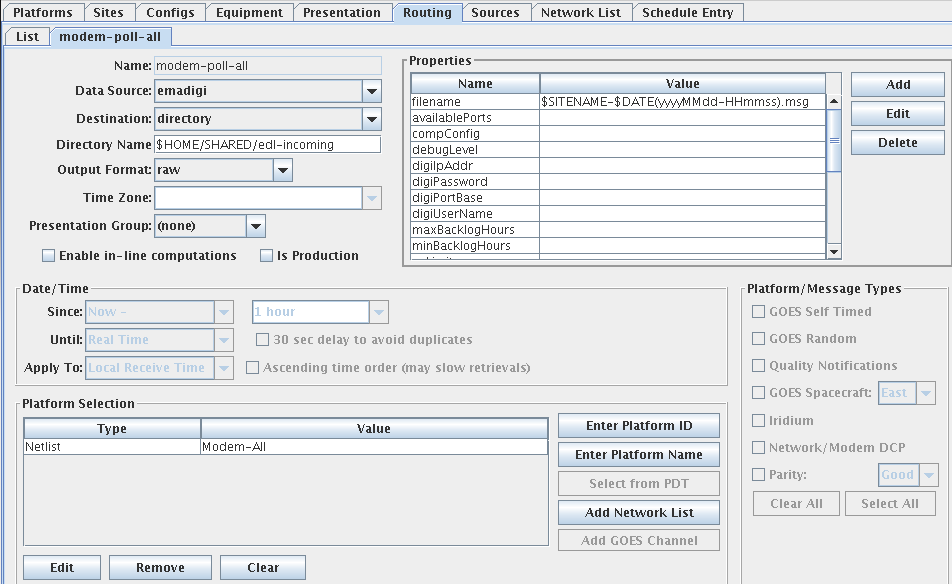 Platforms Sites Configs Equipment Presentation Routing Sources Network List Schedule Entry
List modem-poll-all
Name: modem-poll-all
Data Source: emadigi
Destination: directory
Directory Name $HOME/SHARED/edl-incoming
Output Format: raw
Time Zone:
Presentation Group: (none)
Enable in-line computations Is Production
Properties
Name Value
filename $SITENAME-$DATE(yyyyMMdd-HHmmss).msg
availablePorts
compConfig
debugLevel
digiIpAddr
digiPassword
digiPortBase
digiUserName
maxBacklogHours
minBacklogHours
Add
Edit
Delete
Date/Time
Since: Now - 1 hour
Until: Real Time 30 sec delay to avoid duplicates
Apply To: Local Receive Time Ascending time order (may slow retrievals)
Platform/Message Types
GOES Self Timed
GOES Random
Quality Notifications
GOES Spacecraft: East
Iridium
Network/Modem DCP
Parity: Good
Clear All Select All
Platform Selection
Type Value
Netlist Modem-All
Enter Platform ID
Enter Platform Name
Select from PDT
Add Network List
Add GOES Channel
Edit Remove Clear